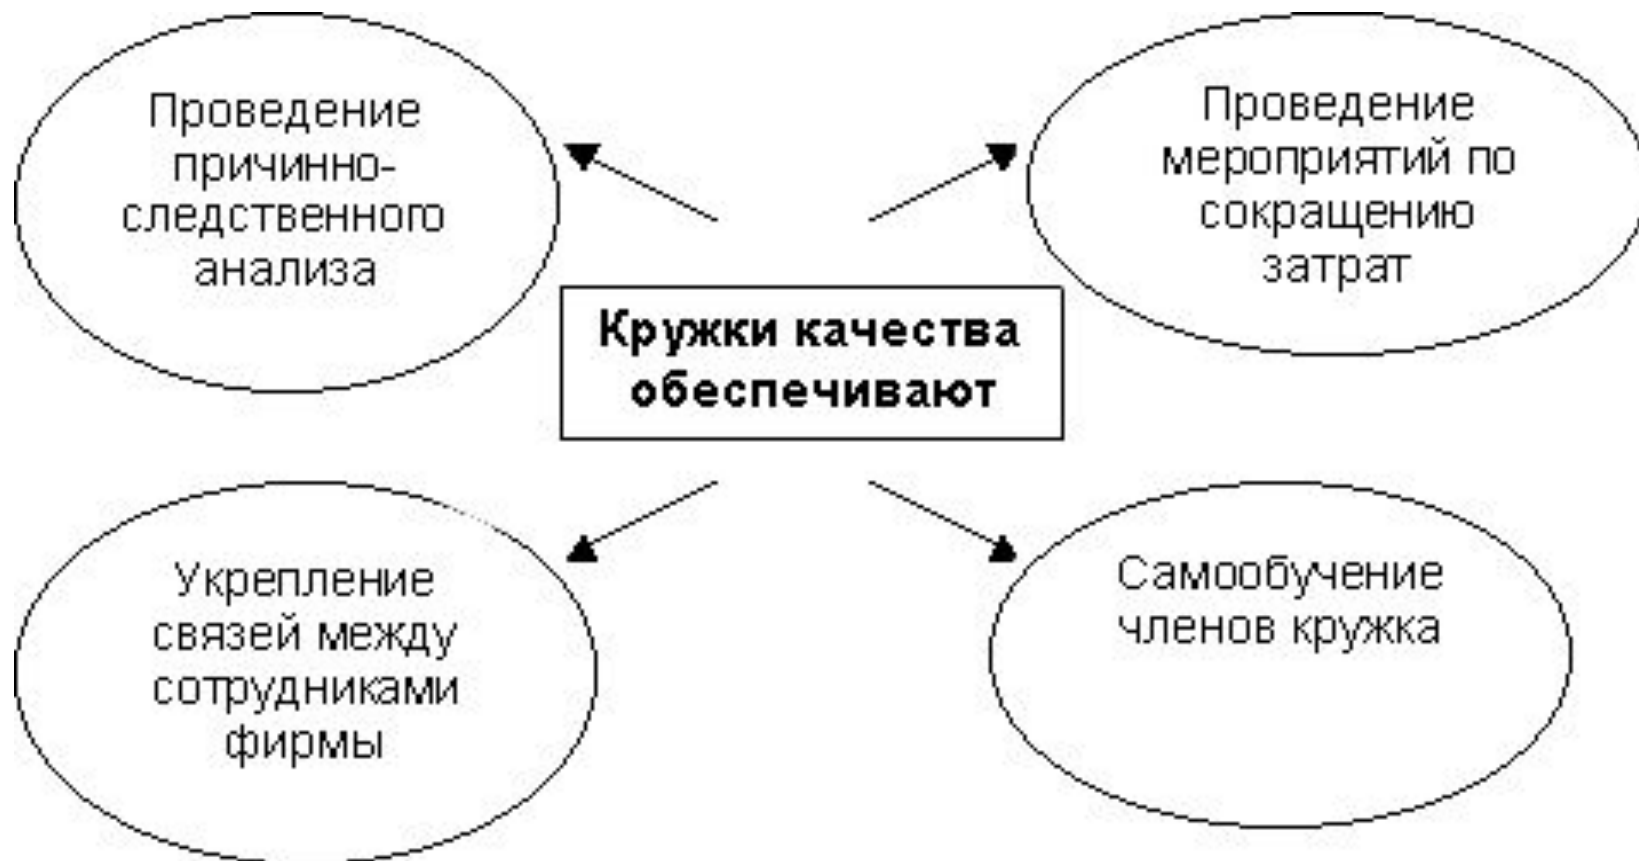 Проведение
причинно-
следственного
анализа
Проведение
мероприятий по
сокращению
затрат
Кружки качества
обеспечивают
Укрепление
связей между
сотрудниками
фирмы
Самообучение
членов кружка